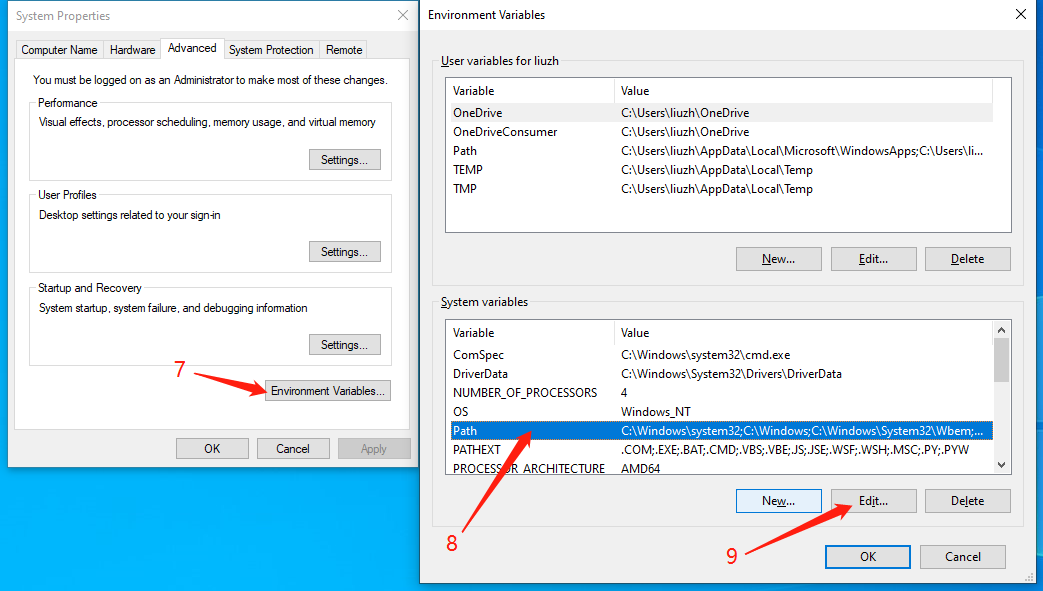 System Properties
Computer Name Hardware Advanced System Protection Remote
You must be logged on as an Administrator to make most of these changes.
Performance
Visual effects, processor scheduling, memory usage, and virtual memory
Settings...
User Profiles
Desktop settings related to your sign-in
Settings...
Startup and Recovery
System startup, system failure, and debugging information
Settings...
7
Environment Variables...
OK Cancel Apply
Environment Variables
User variables for liuzh
Variable Value
OneDrive C:\Users\liuzh\OneDrive
OneDriveConsumer C:\Users\liuzh\OneDrive
Path C:\Users\liuzh\AppData\Local\Microsoft\WindowsApps;C:\Users\li...
TEMP C:\Users\liuzh\AppData\Local\Temp
TMP C:\Users\liuzh\AppData\Local\Temp
New... Edit... Delete
System variables
Variable Value
ComSpec C:\Windows\system32\cmd.exe
DriverData C:\Windows\System32\Drivers\DriverData
NUMBER_OF_PROCESSORS 4
OS Windows_NT
Path C:\Windows\system32;C:\Windows;C:\Windows\System32\Wbem;...
PATHEXT .COM;.EXE;.BAT;.CMD;.VBS;.VBE;.JS;.JSE;.WSF;.WSH;.MSC;.PY;.PYW
PROCESSOR_ARCHITECTURE AMD64
New... Edit... Delete
8
9
OK Cancel